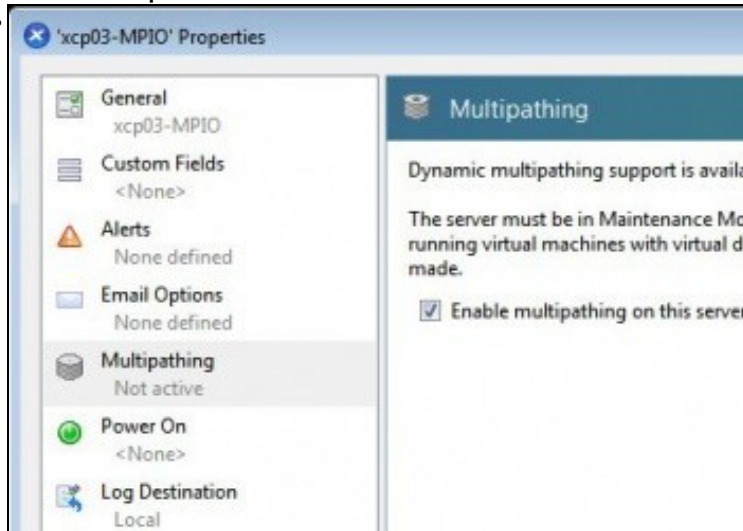 'xcp03-MPIO' Properties
General
xcp03-MPIO
Custom Fields
<None>
Alerts
None defined
Email Options
None defined
Multipathing
Not active
Power On
<None>
Log Destination
Local
Multipathing
Dynamic multipathing support is
The server must be in Maintenance
running virtual machines with virtual
made.
Enable multipathing on this server